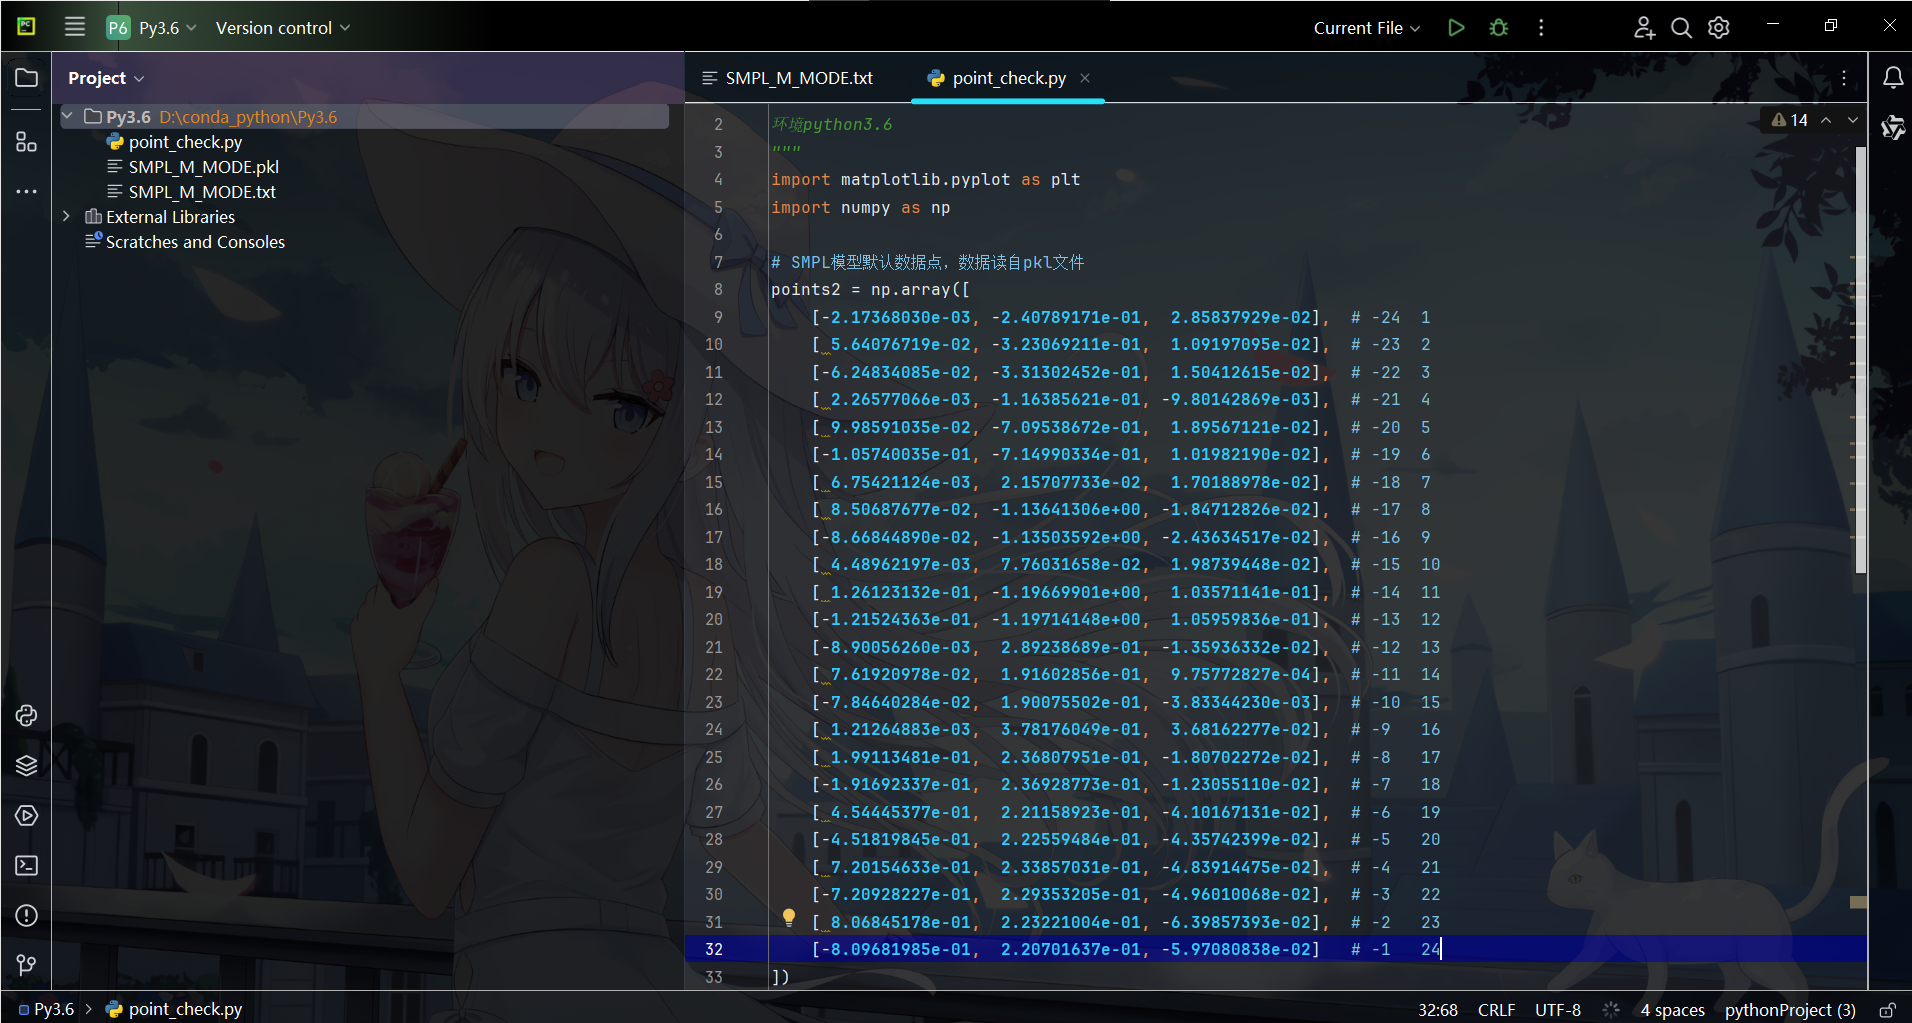 P6 Py3.6 Version control Current File
Project
Py3.6 D:\conda_python\Py3.6
point_check.py
SMPL_M_MODE.pkl
SMPL_M_MODE.txt
External Libraries
Scratches and Consoles
SMPL_M_MODE.txt point_check.py
14
2 环境python3.6
3 """
4 import matplotlib.pyplot as plt
5 import numpy as np
6
7 # SMPL模型默认数据点，数据读自pkl文件
8 points2 = np.array([
9 [-2.17368030e-03, -2.40789171e-01, 2.85837929e-02], # -24 1
10 [ 5.64076719e-02, -3.23069211e-01, 1.09197095e-02], # -23 2
11 [-6.24834085e-02, -3.31302452e-01, 1.50412615e-02], # -22 3
12 [ 2.26577066e-03, -1.16385621e-01, -9.80142869e-03], # -21 4
13 [ 9.98591035e-02, -7.09538672e-01, 1.89567121e-02], # -20 5
14 [-1.05740035e-01, -7.14990334e-01, 1.01982190e-02], # -19 6
15 [ 6.75421124e-03, 2.15707733e-02, 1.70188978e-02], # -18 7
16 [ 8.50687677e-02, -1.13641306e+00, -1.84712826e-02], # -17 8
17 [-8.66844890e-02, -1.13503592e+00, -2.43634517e-02], # -16 9
18 [ 4.48962197e-03, 7.76031658e-02, 1.98739448e-02], # -15 10
19 [ 1.26123132e-01, -1.19669901e+00, 1.03571141e-01], # -14 11
20 [-1.21524363e-01, -1.19714148e+00, 1.05959836e-01], # -13 12
21 [-8.90056260e-03, 2.89238689e-01, -1.35936332e-02], # -12 13
22 [ 7.61920978e-02, 1.91602856e-01, 9.75772827e-04], # -11 14
23 [-7.84640284e-02, 1.90075502e-01, -3.83344230e-03], # -10 15
24 [ 1.21264883e-03, 3.78176049e-01, 3.68162277e-02], # -9 16
25 [ 1.99113481e-01, 2.36807951e-01, -1.80702272e-02], # -8 17
26 [-1.91692337e-01, 2.36928773e-01, -1.23055110e-02], # -7 18
27 [ 4.54445377e-01, 2.21158923e-01, -4.10167131e-02], # -6 19
28 [-4.51819845e-01, 2.22559484e-01, -4.35742399e-02], # -5 20
29 [ 7.20154633e-01, 2.33857031e-01, -4.83914475e-02], # -4 21
30 [-7.20928227e-01, 2.29353205e-01, -4.96010068e-02], # -3 22
31 [ 8.06845178e-01, 2.23221004e-01, -6.39857393e-02], # -2 23
32 [-8.09681985e-01, 2.20701637e-01, -5.97080838e-02] # -1 24
33 ])
Py3.6 point_check.py 32:68 CRLF UTF-8 4 spaces pythonProject (3)